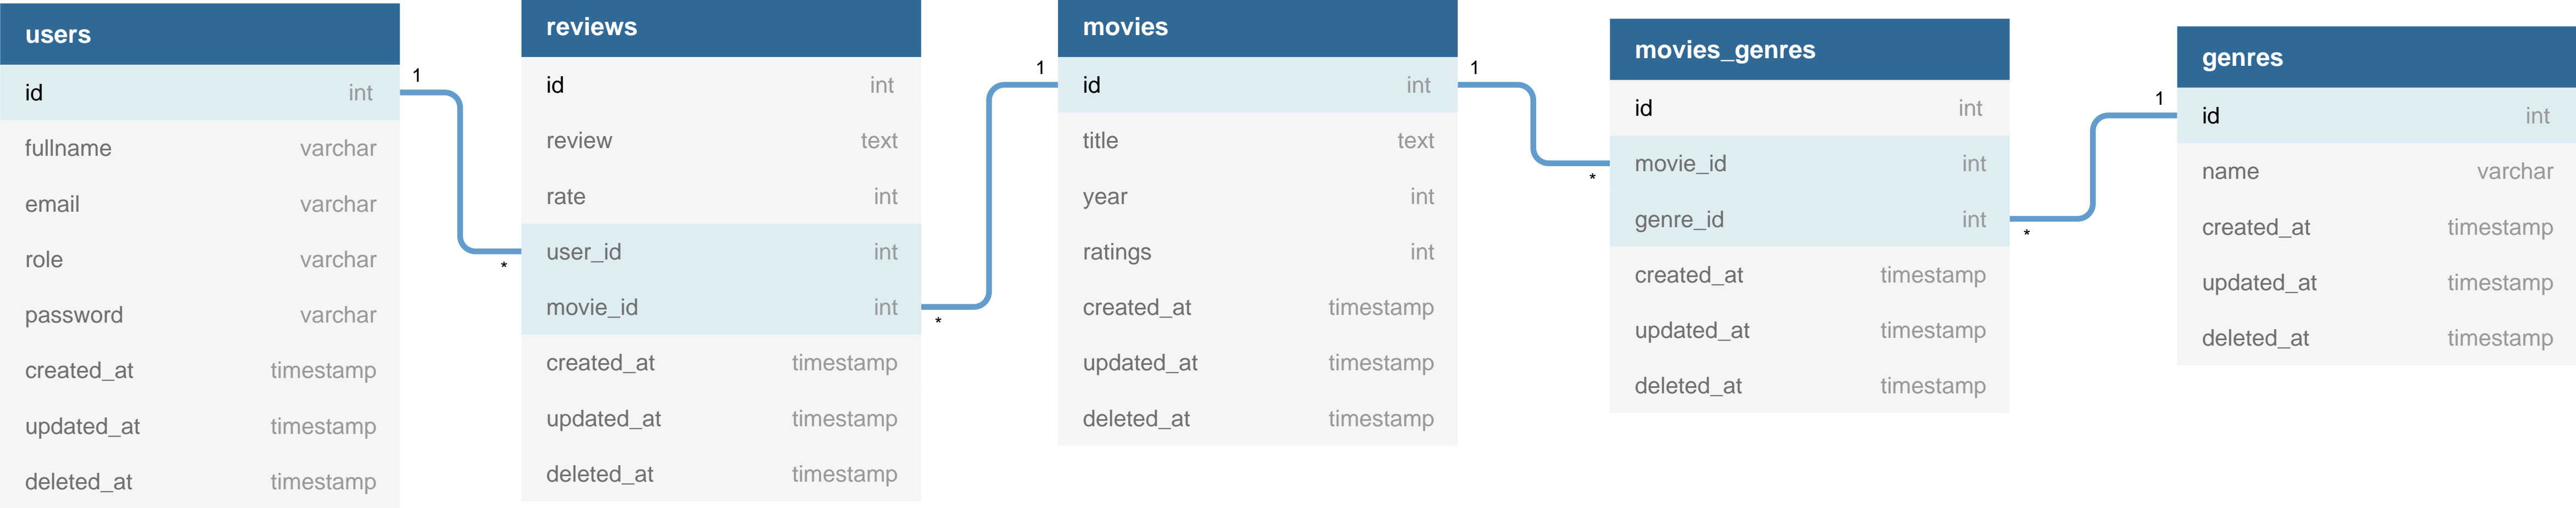 users
id int
fullname varchar
email varchar
role varchar
password varchar
created_at timestamp
updated_at timestamp
deleted_at timestamp
1
*
reviews
id int
review text
rate int
user_id int
movie_id int
created_at timestamp
updated_at timestamp
deleted_at timestamp
1
*
movies
id int
title text
year int
ratings int
created_at timestamp
updated_at timestamp
deleted_at timestamp
1
*
movies_genres
id int
movie_id int
genre_id int
created_at timestamp
updated_at timestamp
deleted_at timestamp
1
*
genres
id int
name varchar
created_at timestamp
updated_at timestamp
deleted_at timestamp